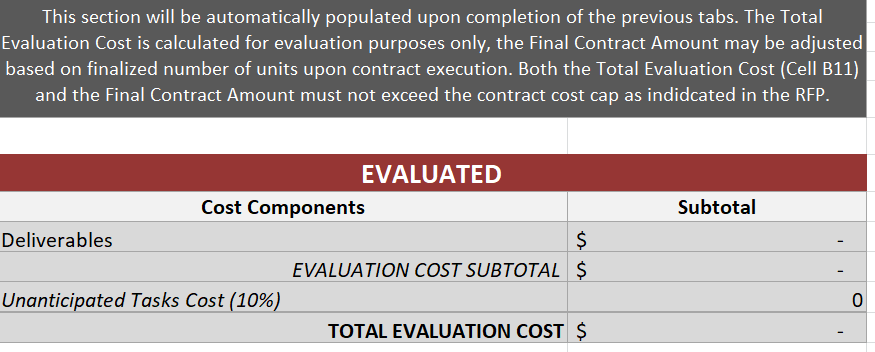 This section will be automatically populated upon completion of the previous tabs. The Total
Evaluation Cost is calculated for evaluation purposes only, the Final Contract Amount may be adjusted
based on finalized number of units upon contract execution. Both the Total Evaluation Cost (Cell B11)
and the Final Contract Amount must not exceed the contract cost cap as indidcated in the RFP.
EVALUATED
Cost Components Subtotal
Deliverables $ -
EVALUATION COST SUBTOTAL $ -
Unanticipated Tasks Cost (10%) 0
TOTAL EVALUATION COST $ -